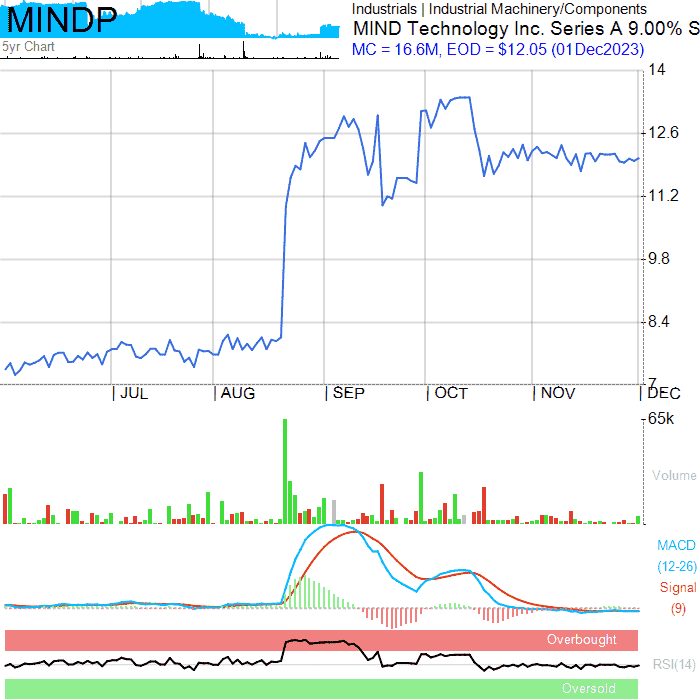 MINDP
5yr Chart
Industrials | Industrial Machinery/Components
MIND Technology Inc. Series A 9.00% S
MC = 16.6M, EOD = $12.05 (01Dec2023)
14
12.6
11.2
9.8
8.4
7
JUL AUG SEP OCT NOV DEC
65k
Volume
MACD
(12-26)
Signal
(9)
Overbought
RSI(14)
Oversold